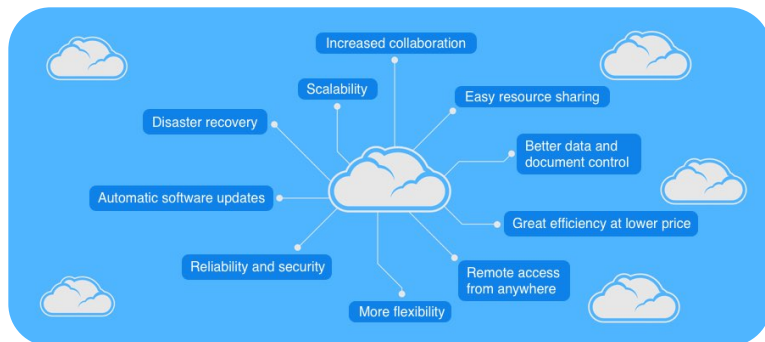 Increased collaboration
Scalability
Easy resource sharing
Disaster recovery
Better data and
document control
Automatic software updates
Great efficiency at lower price
Reliability and security
Remote access
from anywhere
More flexibility